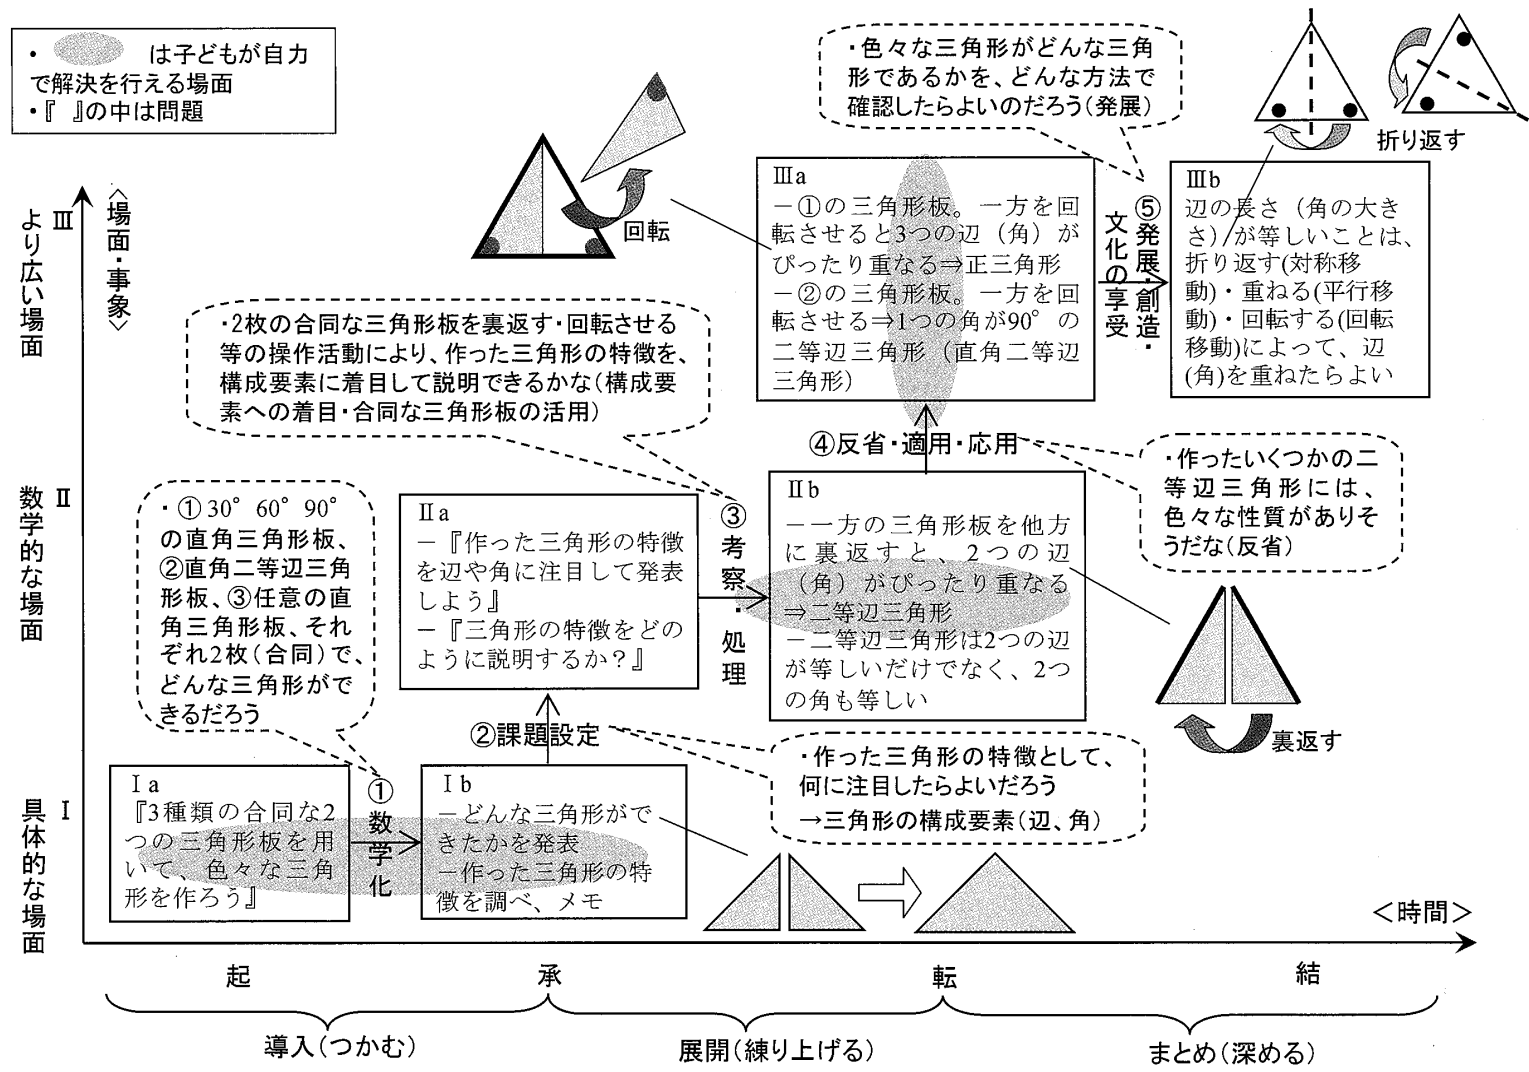 ・　　　は子どもが自力
で解決を行える場面
・『　』の中は問題
・色々な三角形がどんな三角
形であるかを、どんな方法で
確認したらよいのだろう(発展)
折り返す
回転
<場面・事象>
Ⅲ より広い場面
Ⅱ 数学的な場面
Ⅰ 具体的な場面
Ⅲa
－①の三角形板。一方を回
転させると3つの辺（角）が
ぴったり重なる⇒正三角形
－②の三角形板。一方を回
転させる⇒1つの角が90°の
二等辺三角形（直角二等辺
三角形）
⑤発展・創造・
文化の享受
Ⅲb
辺の長さ（角の大き
さ）が等しいことは、
折り返す(対称移
動)・重ねる(平行移
動)・回転する(回転
移動)によって、辺
(角)を重ねたらよい
・2枚の合同な三角形板を裏返す・回転させる
等の操作活動により、作った三角形の特徴を、
構成要素に着目して説明できるかな(構成要
素への着目・合同な三角形板の活用)
④反省・適用・応用
・作ったいくつかの二
等辺三角形には、
色々な性質がありそ
うだな(反省)
・①30°60°90°
の直角三角形板、
②直角二等辺三角
形板、③任意の直
角三角形板、それ
ぞれ2枚(合同)で、
どんな三角形がで
きるだろう
Ⅱa
－『作った三角形の特徴
を辺や角に注目して発表
しよう』
－『三角形の特徴をどの
ように説明するか？』
③考察・処理
Ⅱb
－一方の三角形板を他方
に裏返すと、2つの辺
（角）がぴったり重なる
⇒二等辺三角形
－二等辺三角形は2つの辺
が等しいだけでなく、2つ
の角も等しい
裏返す
②課題設定
・作った三角形の特徴として、
何に注目したらよいだろう
→三角形の構成要素(辺、角)
Ⅰa
『3種類の合同な2
つの三角形板を用
いて、色々な三角
形を作ろう』
①数学化
Ⅰb
－どんな三角形がで
きたかを発表
－作った三角形の特
徴を調べ、メモ
<時間>
起
承
転
結
導入(つかむ)
展開(練り上げる)
まとめ(深める)